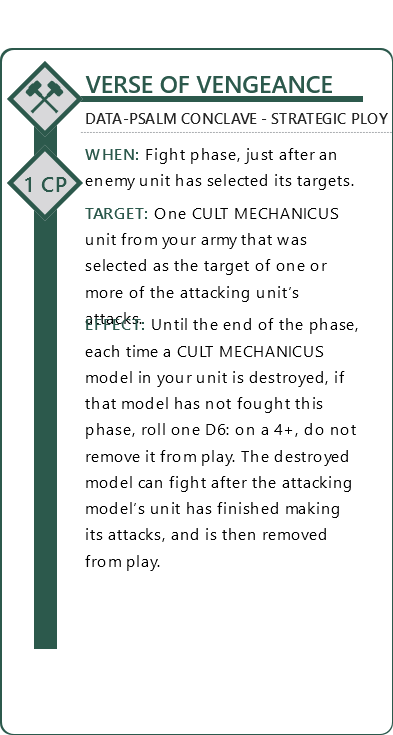 VERSE OF VENGEANCE
DATA-PSALM CONCLAVE - STRATEGIC PLOY
1 CP
WHEN: Fight phase, just after an
enemy unit has selected its targets.
TARGET: One CULT MECHANICUS
unit from your army that was
selected as the target of one or
more of the attacking unit's
attacks.
EFFECT: Until the end of the phase,
each time a CULT MECHANICUS
model in your unit is destroyed, if
that model has not fought this
phase, roll one D6: on a 4+, do not
remove it from play. The destroyed
model can fight after the attacking
model's unit has finished making
its attacks, and is then removed
from play.